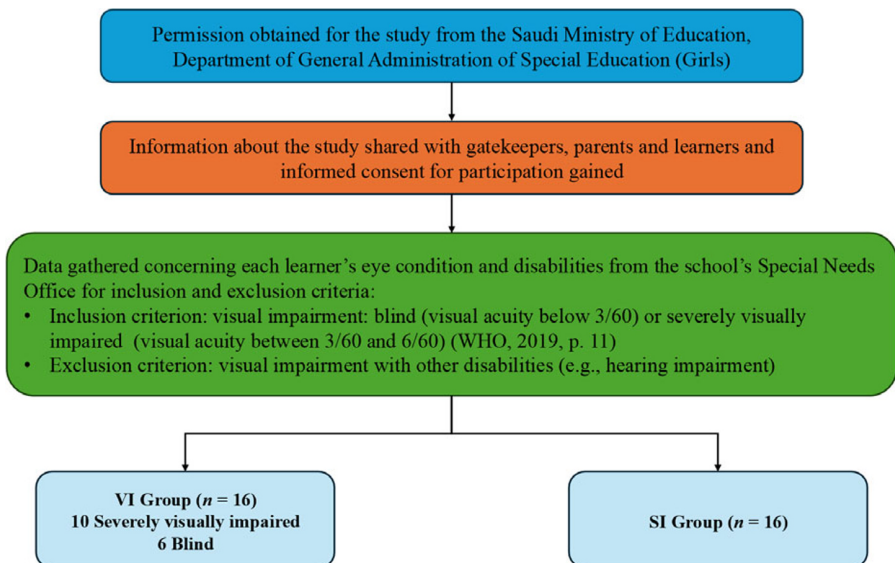 Permission obtained for the study from the Saudi Ministry of Education,
Department of General Administration of Special Education (Girls)
Information about the study shared with gatekeepers, parents and learners and
informed consent for participation gained
Data gathered concerning each learner’s eye condition and disabilities from the school’s Special Needs
Office for inclusion and exclusion criteria:
• Inclusion criterion: visual impairment: blind (visual acuity below 3/60) or severely visually
impaired (visual acuity between 3/60 and 6/60) (WHO, 2019, p. 11)
• Exclusion criterion: visual impairment with other disabilities (e.g., hearing impairment)
VI Group (n = 16)
10 Severely visually impaired
6 Blind
SI Group (n = 16)